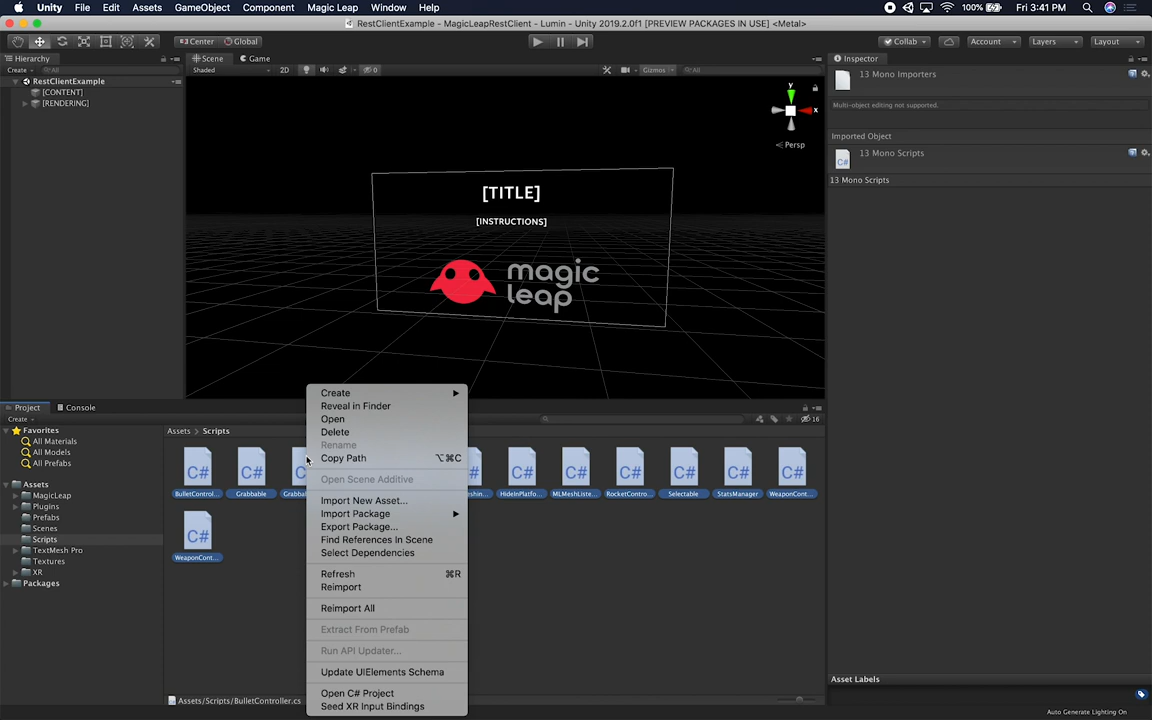 Unity File Edit Assets GameObject Component Magic Leap Window Help 100% Fri 3:41 PM
RestClientExample - MagicLeapRestClient - Lumin - Unity 2019.2.0f1 [PREVIEW PACKAGES IN USE] <Metal>
Center Global Collab Account Layers Layout
Hierarchy
Create All
RestClientExample
[CONTENT]
[RENDERING]
Scene Game
Shaded 2D 0 Gizmos All
y
x
Persp
[TITLE]
[INSTRUCTIONS]
magic
leap
Inspector
13 Mono Importers
Multi-object editing not supported.
Imported Object
C#
13 Mono Scripts
13 Mono Scripts
Project Console
Create 16
Favorites
All Materials
All Models
All Prefabs
Assets
MagicLeap
Plugins
Prefabs
Scenes
Scripts
TextMesh Pro
Textures
XR
Packages
Assets > Scripts
C# C# C# C# C# C# C# C# C#
BulletControl... Grabbable HideInPlatfo... MLMeshListe... RocketContro... Selectable StatsManager WeaponCont...
C#
WeaponCont...
Create
Reveal in Finder
Open
Delete
Rename
Copy Path ⌥⌘C
Open Scene Additive
Import New Asset...
Import Package
Export Package...
Find References In Scene
Select Dependencies
Refresh ⌘R
Reimport
Reimport All
Extract From Prefab
Run API Updater...
Update UIElements Schema
Open C# Project
Seed XR Input Bindings
Assets/Scripts/BulletController.cs
Asset Labels
Auto Generate Lighting On